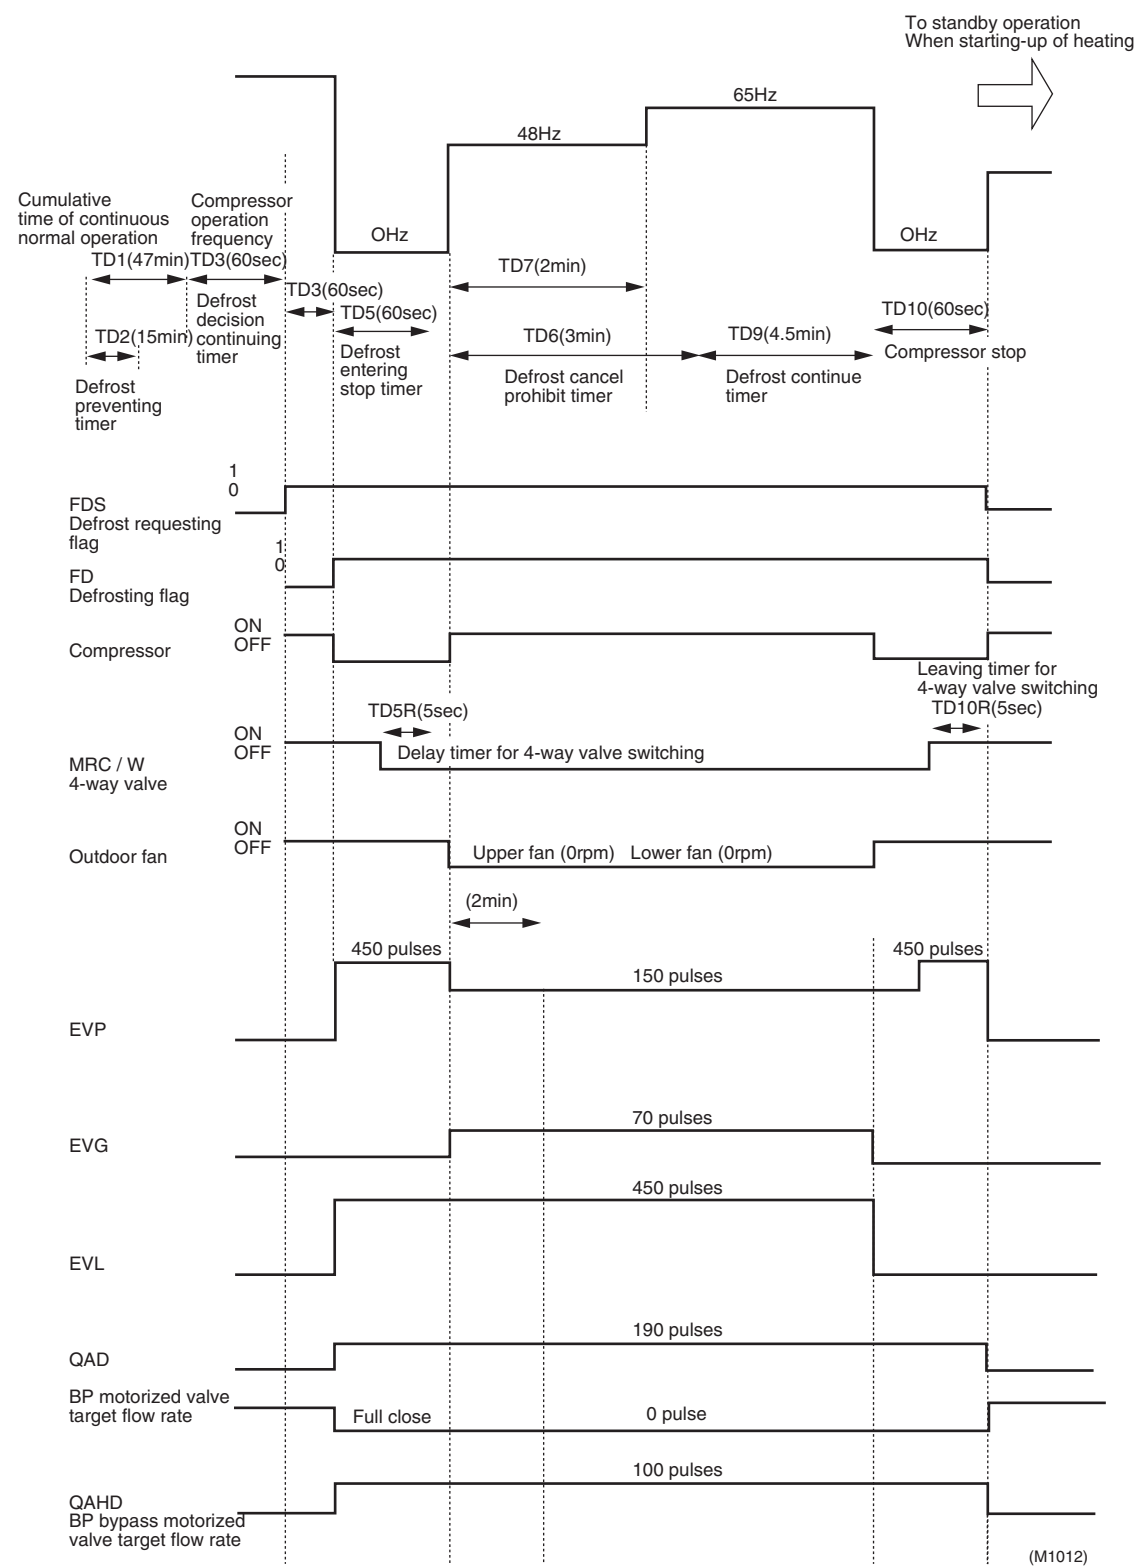 To standby operation
When starting-up of heating
65Hz
48Hz
Cumulative
time of continuous
normal operation
Compressor
operation
frequency
OHz
OHz
TD1(47min)
TD3(60sec)
TD7(2min)
TD3(60sec)
Defrost
decision
continuing
timer
TD5(60sec)
TD10(60sec)
TD2(15min)
TD6(3min)
TD9(4.5min)
Defrost
entering
stop timer
Compressor stop
Defrost
preventing
timer
Defrost cancel
prohibit timer
Defrost continue
timer
1
0
FDS
Defrost requesting
flag
1
0
FD
Defrosting flag
ON
OFF
Compressor
Leaving timer for
4-way valve switching
TD5R(5sec)
TD10R(5sec)
ON
OFF
Delay timer for 4-way valve switching
MRC / W
4-way valve
ON
OFF
Outdoor fan
Upper fan (0rpm) Lower fan (0rpm)
(2min)
450 pulses
450 pulses
150 pulses
EVP
70 pulses
EVG
450 pulses
EVL
190 pulses
QAD
BP motorized valve
target flow rate
Full close
0 pulse
100 pulses
QAHD
BP bypass motorized
valve target flow rate
(M1012)